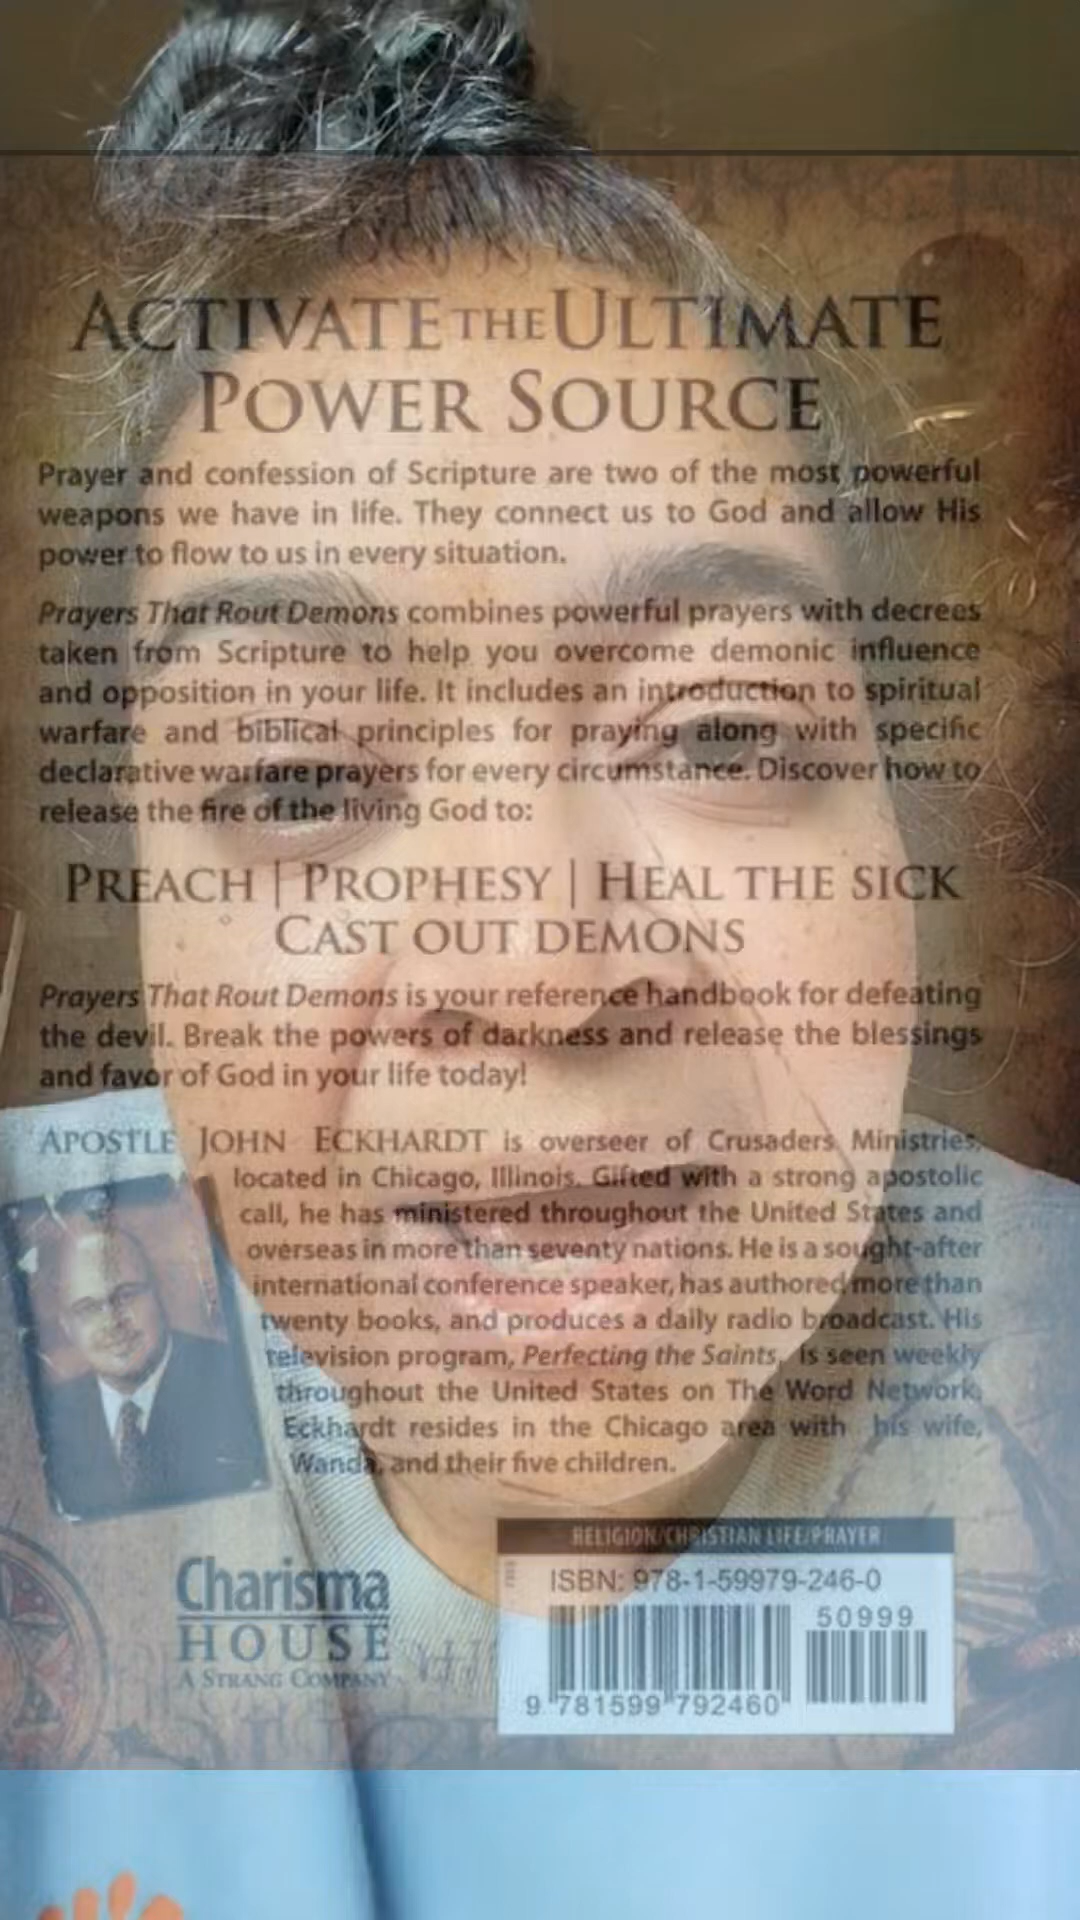 ACTIVATE THE ULTIMATE
POWER SOURCE
Prayer and confession of Scripture are two of the most powerful
weapons we have in life. They connect us to God and allow His
power to flow to us in every situation.
Prayers That Rout Demons combines powerful prayers with decrees
taken from Scripture to help you overcome demonic influence
and opposition in your life. It includes an introduction to spiritual
warfare and biblical principles for praying along with specific
declarative warfare prayers for every circumstance. Discover how to
release the fire of the living God to:
PREACH | PROPHESY | HEAL THE SICK
CAST OUT DEMONS
Prayers That Rout Demons is your reference handbook for defeating
the devil. Break the powers of darkness and release the blessings
and favor of God in your life today!
APOSTLE JOHN ECKHARDT is overseer of Crusaders Ministries,
located in Chicago, Illinois. Gifted with a strong apostolic
call, he has ministered throughout the United States and
overseas in more than seventy nations. He is a sought-after
international conference speaker, has authored more than
twenty books, and produces a daily radio broadcast. His
television program, Perfecting the Saints, is seen weekly
throughout the United States on The Word Network.
Eckhardt resides in the Chicago area with his wife,
Wanda, and their five children.
RELIGION/CHRISTIAN LIFE/PRAYER
ISBN: 978-1-59979-246-0
50999
9 781599 792460
Charisma
HOUSE
A STRANG COMPANY